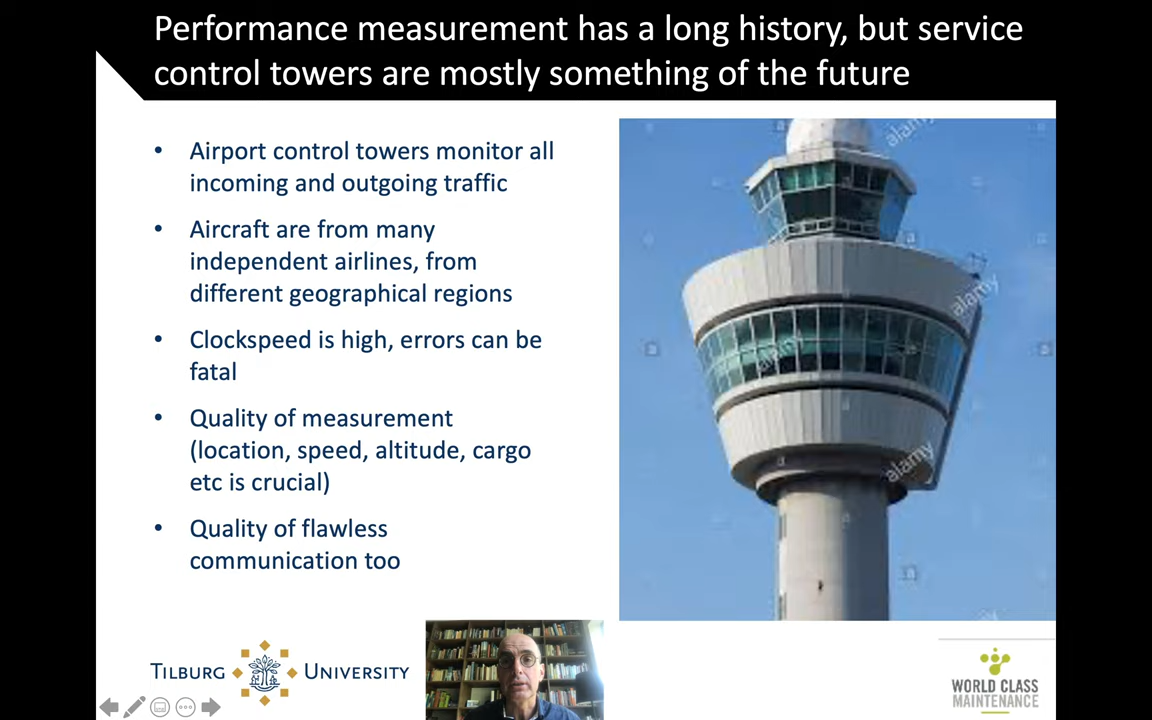 Performance measurement has a long history, but service
control towers are mostly something of the future
• Airport control towers monitor all
incoming and outgoing traffic
• Aircraft are from many
independent airlines, from
different geographical regions
• Clockspeed is high, errors can be
fatal
• Quality of measurement
(location, speed, altitude, cargo
etc is crucial)
• Quality of flawless
communication too
alamy
alamy
alamy
alamy
a
a
a
a
a
TILBURG UNIVERSITY
WORLD CLASS
MAINTENANCE